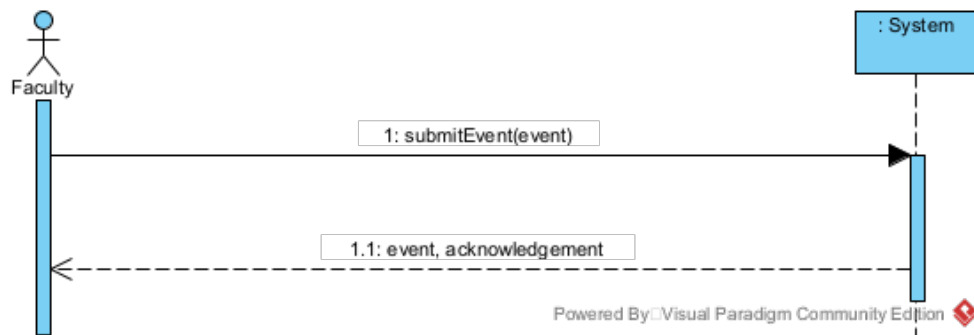 : System
Faculty
1: submitEvent(event)
1.1: event, acknowledgement
Powered By Visual Paradigm Community Edition